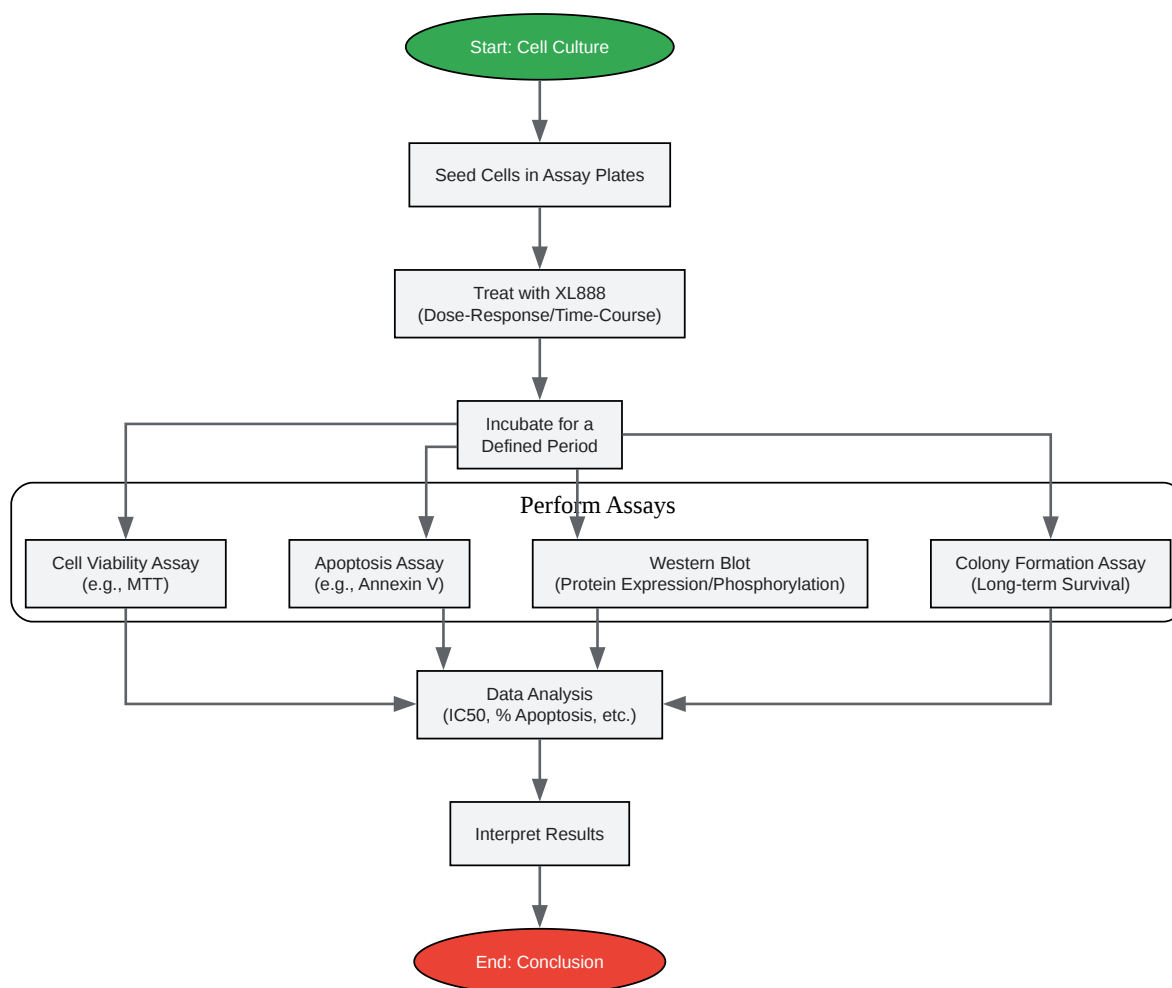 Start: Cell Culture
Seed Cells in Assay Plates
Treat with XL888
(Dose-Response/Time-Course)
Incubate for a
Defined Period
Perform Assays
Cell Viability Assay
(e.g., MTT)
Apoptosis Assay
(e.g., Annexin V)
Western Blot
(Protein Expression/Phosphorylation)
Colony Formation Assay
(Long-term Survival)
Data Analysis
(IC50, % Apoptosis, etc.)
Interpret Results
End: Conclusion